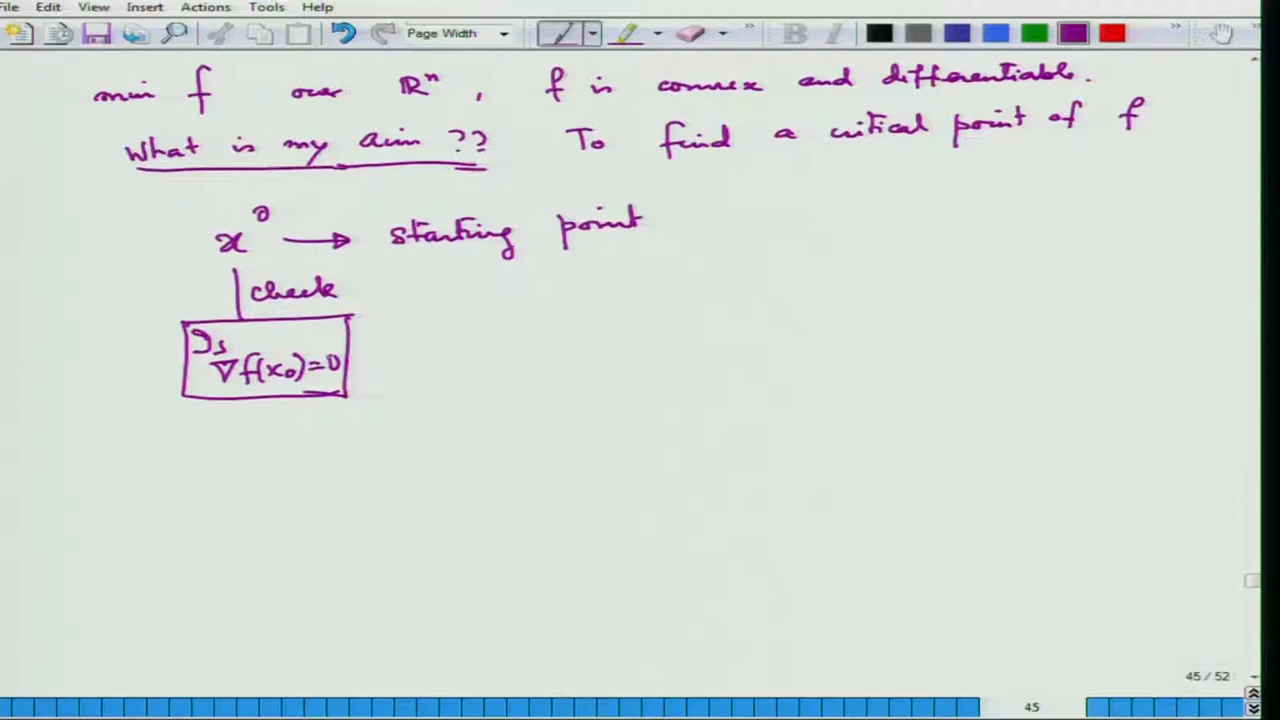 File Edit View Insert Actions Tools Help
Page Width
min f over ℝⁿ, f is convex and differentiable.
What is my aim ?? To find a critical point of f
x⁰ → starting point
check
Is
∇f(x₀)=0
45 / 52
45